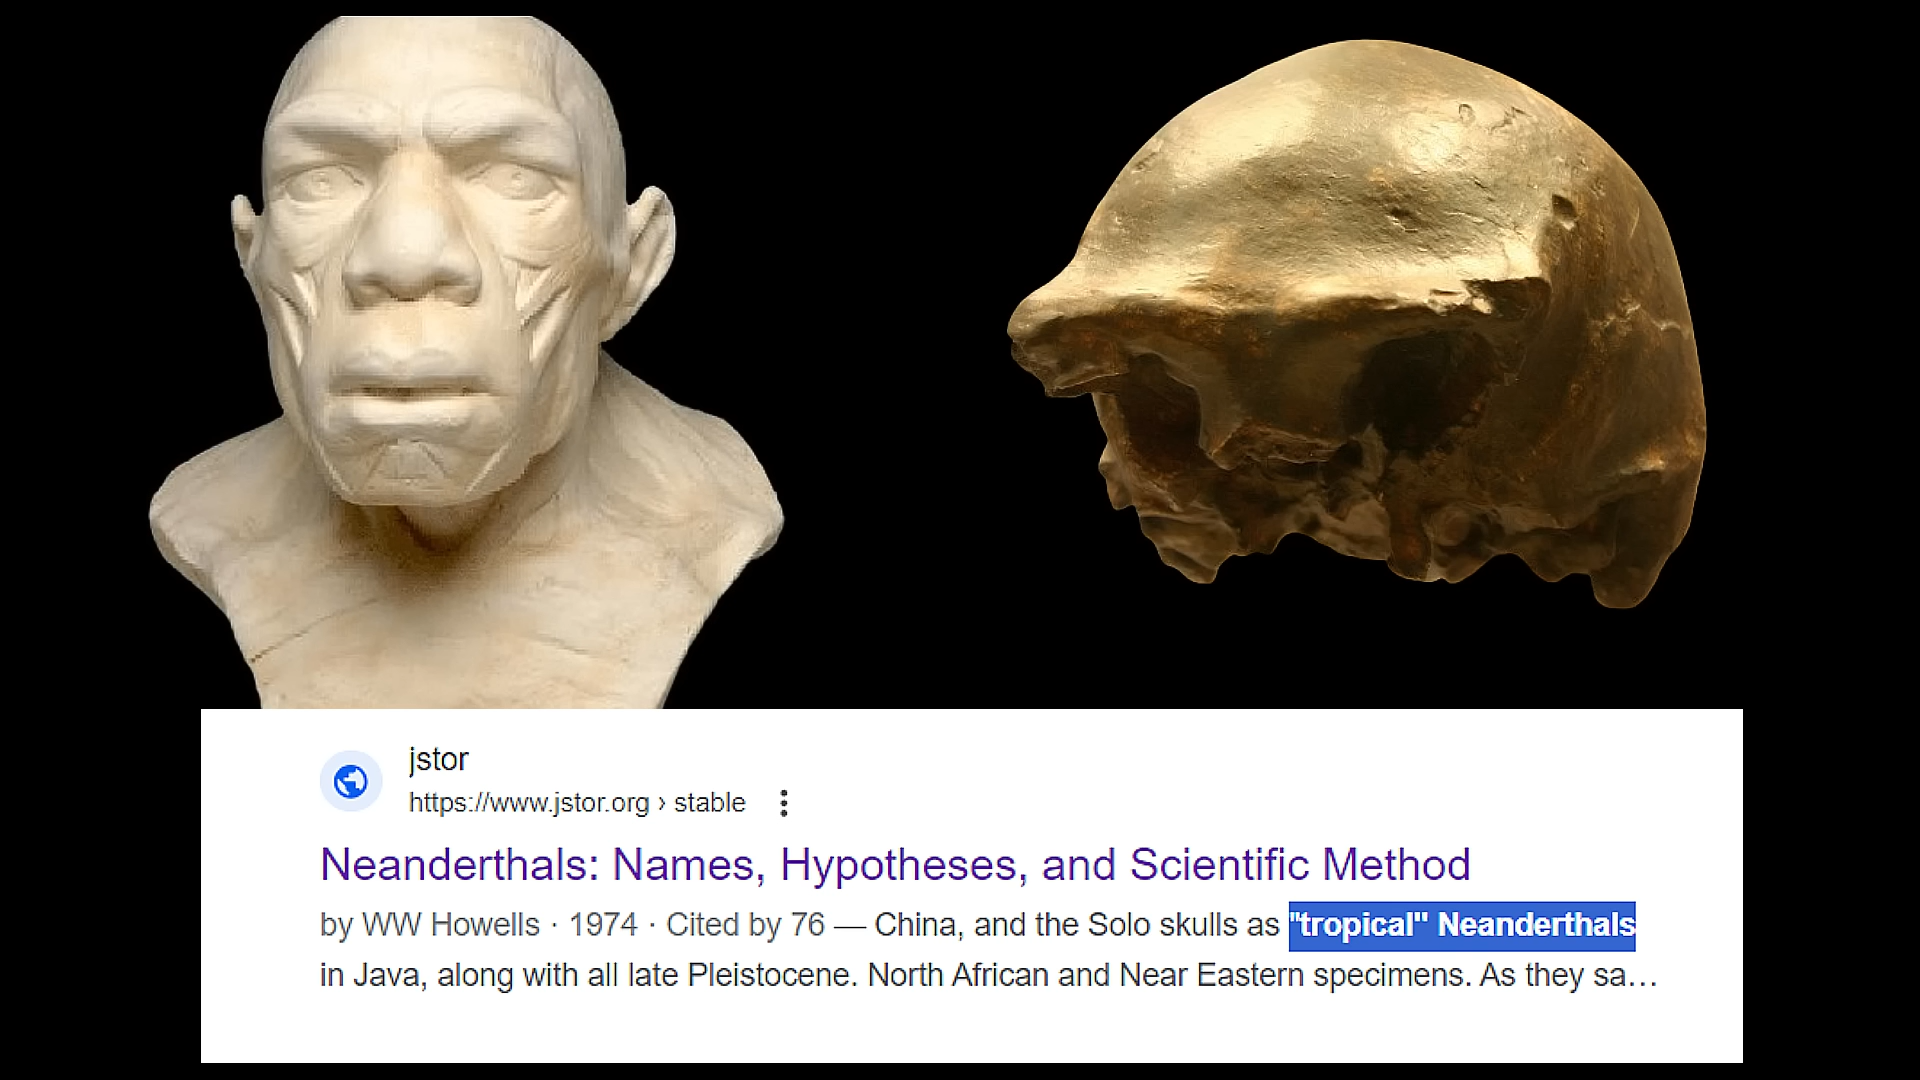 jstor
https://www.jstor.org › stable
Neanderthals: Names, Hypotheses, and Scientific Method
by WW Howells · 1974 · Cited by 76 — China, and the Solo skulls as "tropical" Neanderthals
in Java, along with all late Pleistocene. North African and Near Eastern specimens. As they sa...